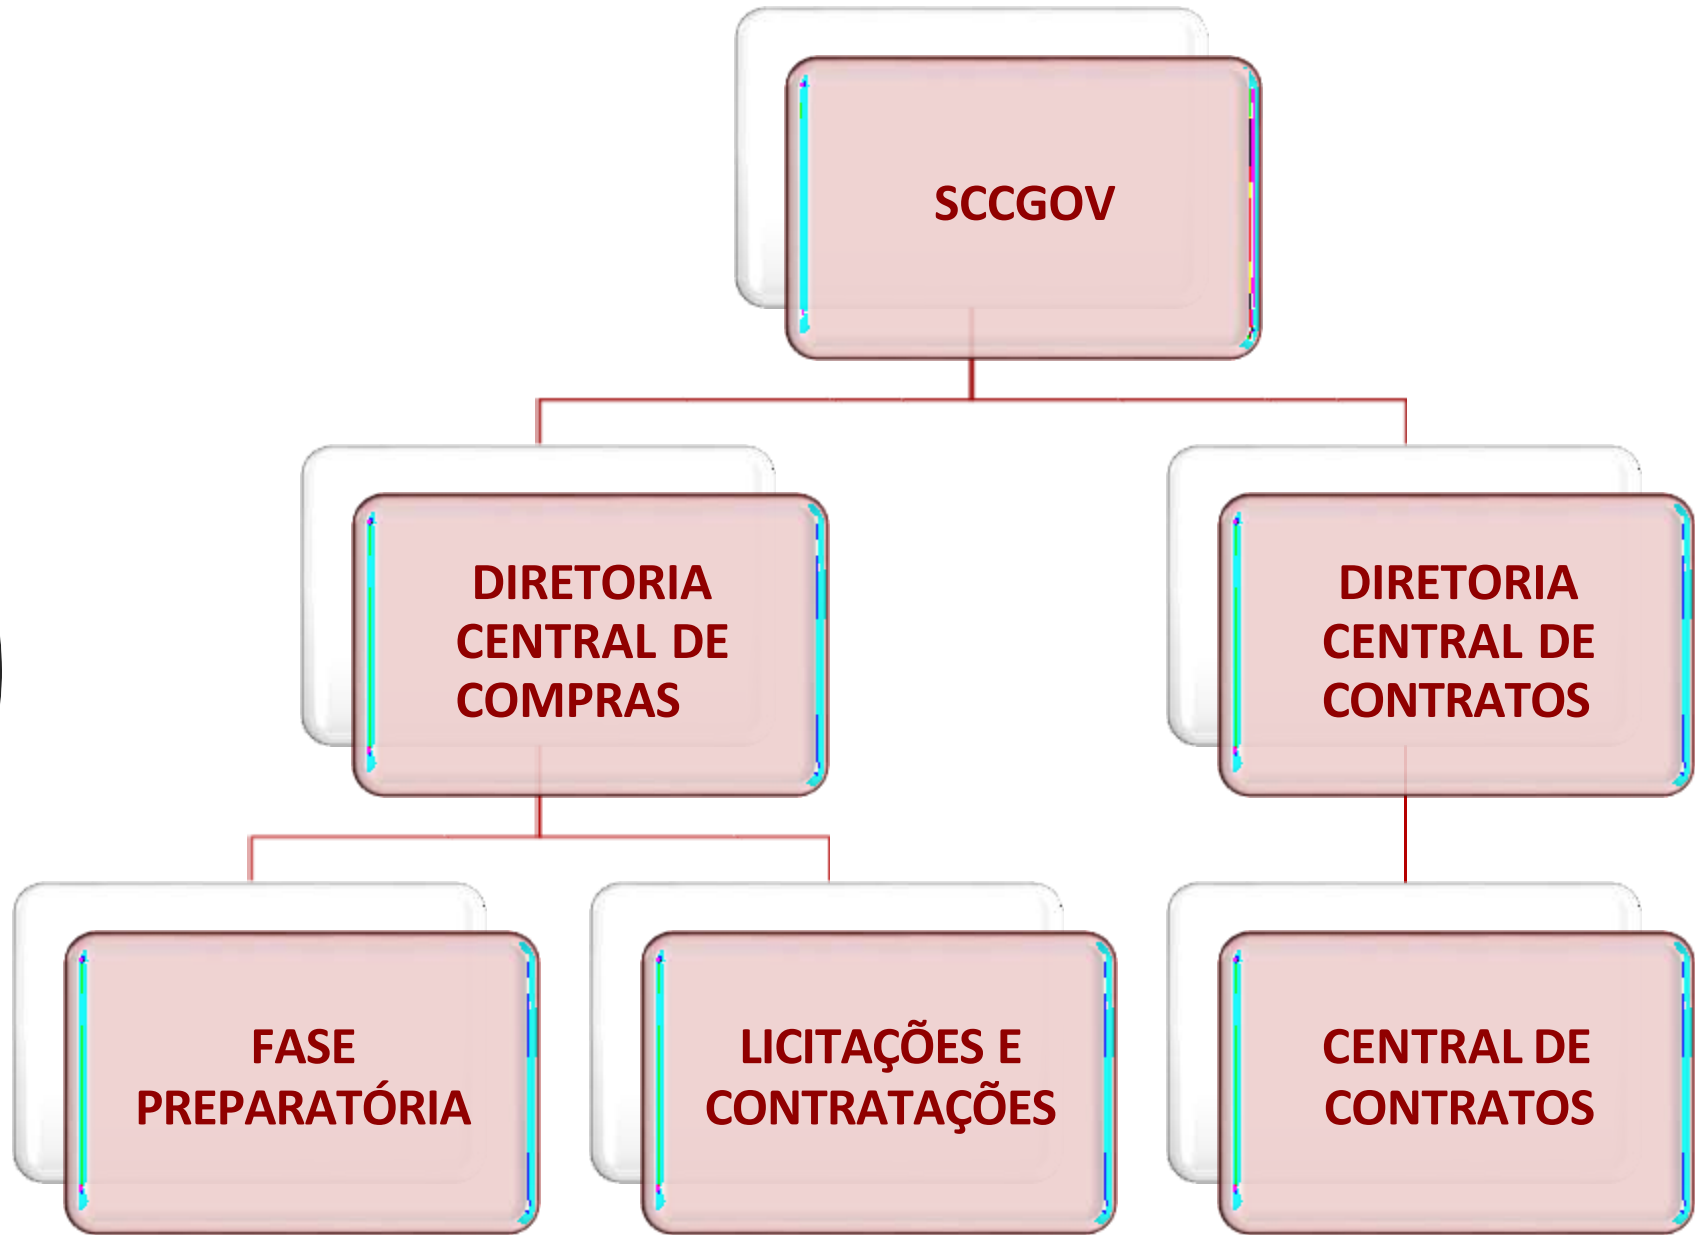 SCCGOV
DIRETORIA
CENTRAL DE
COMPRAS
DIRETORIA
CENTRAL DE
CONTRATOS
FASE
PREPARATÓRIA
LICITAÇÕES E
CONTRATAÇÕES
CENTRAL DE
CONTRATOS